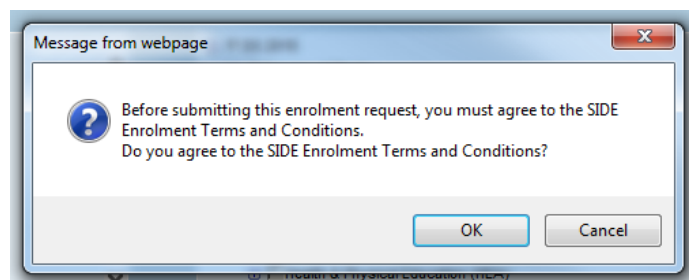 Message from webpage
Before submitting this enrolment request, you must agree to the SIDE
Enrolment Terms and Conditions.
Do you agree to the SIDE Enrolment Terms and Conditions?
OK
Cancel
Health & Physical Education (HEA)